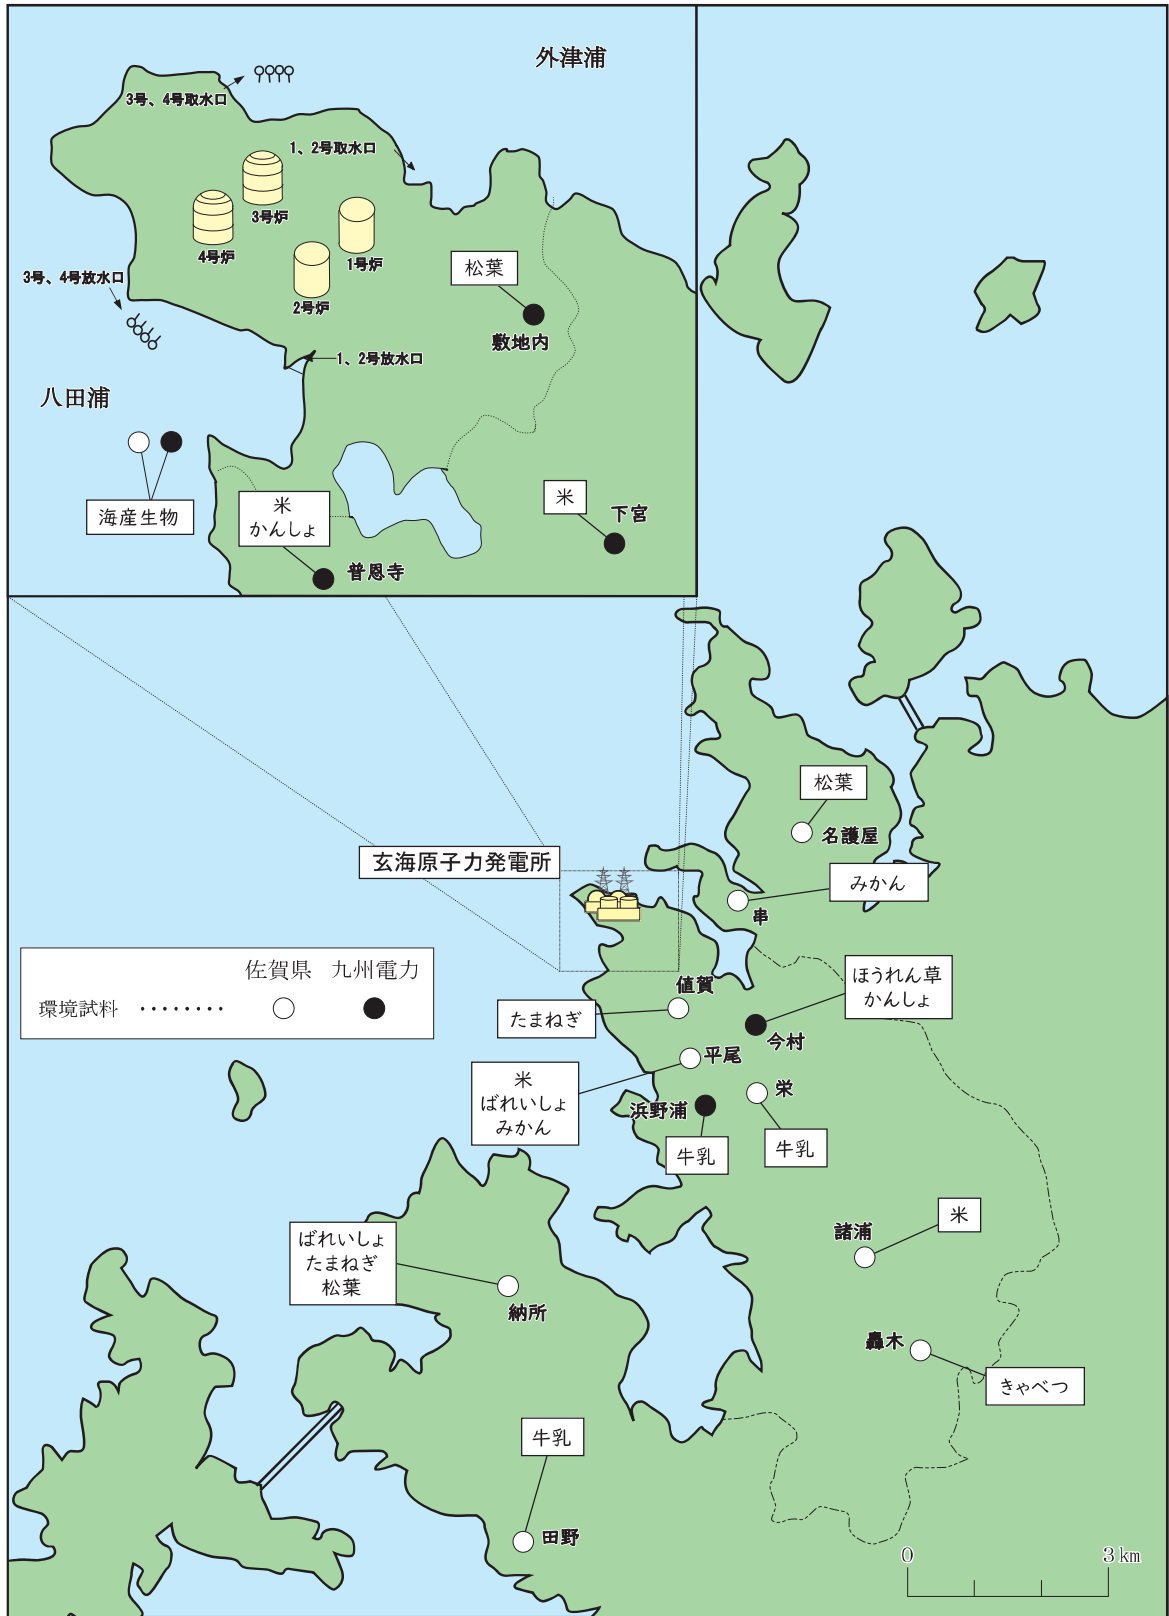 外津浦
3号、4号取水口
1、2号取水口
3号炉
4号炉
1号炉
2号炉
松葉
敷地内
3号、4号放水口
1、2号放水口
八田浦
海産生物
米
かんしょ
普恩寺
米
下宮
松葉
名護屋
玄海原子力発電所
みかん
串
佐賀県 九州電力
環境試料 ・・・・・・・・
ほうれん草
かんしょ
今村
値賀
たまねぎ
平尾
米
ばれいしょ
みかん
栄
牛乳
浜野浦
牛乳
米
諸浦
ばれいしょ
たまねぎ
松葉
納所
轟木
きゃべつ
牛乳
田野
0 3km